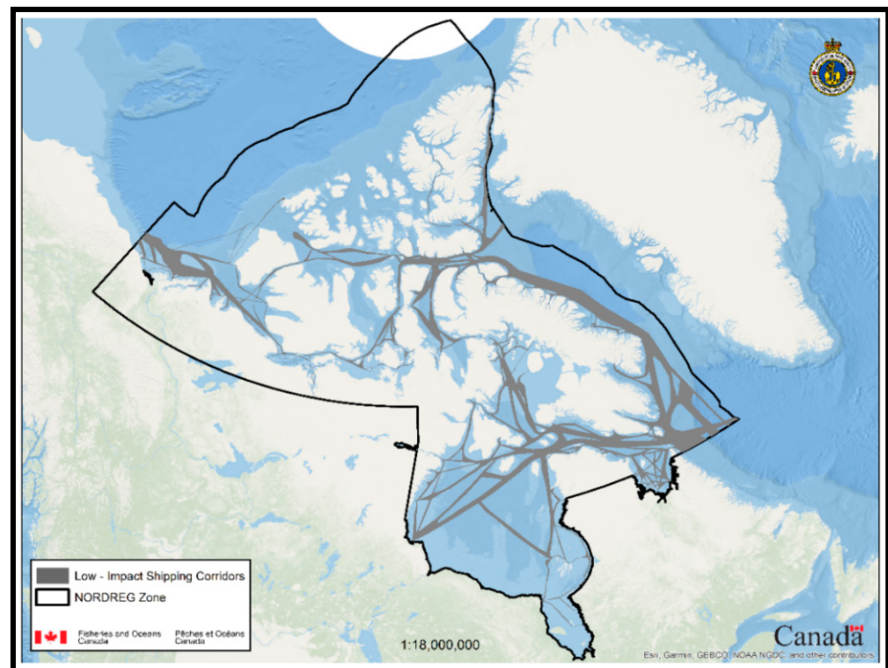 Low - Impact Shipping Corridors
NORDREG Zone
Fisheries and Oceans Pêches et Océans
Canada Canada
1:18,000,000
Canada
Esri, Garmin, GEBCO, NOAA NGDC, and other contributors